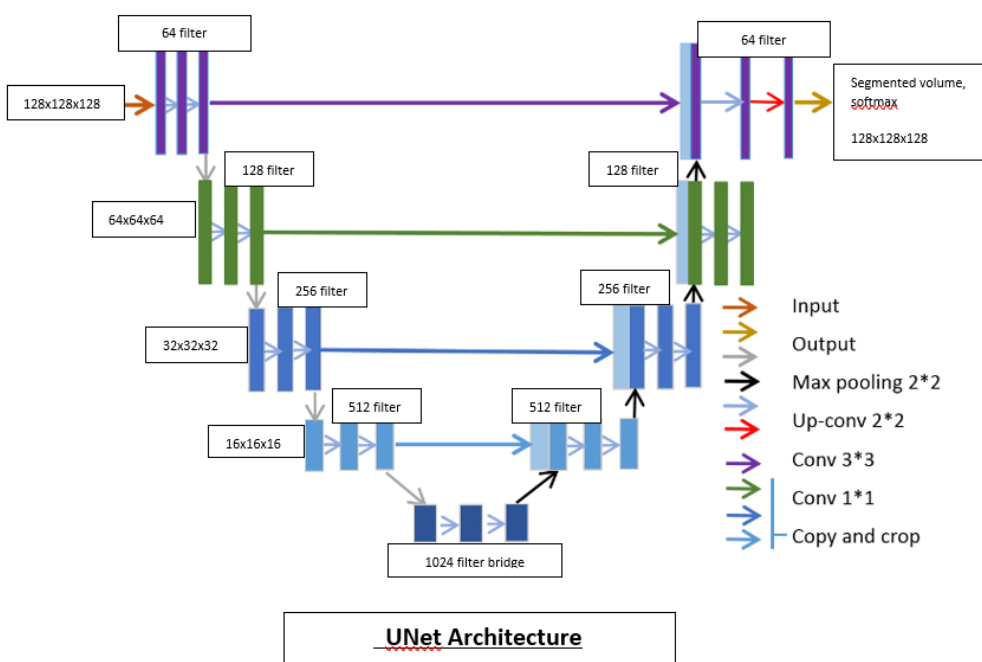 64 filter
64 filter
128x128x128
Segmented volume,
softmax
128x128x128
128 filter
128 filter
64x64x64
256 filter
256 filter
32x32x32
512 filter
512 filter
16x16x16
1024 filter bridge
Input
Output
Max pooling 2*2
Up-conv 2*2
Conv 3*3
Conv 1*1
Copy and crop
UNet Architecture